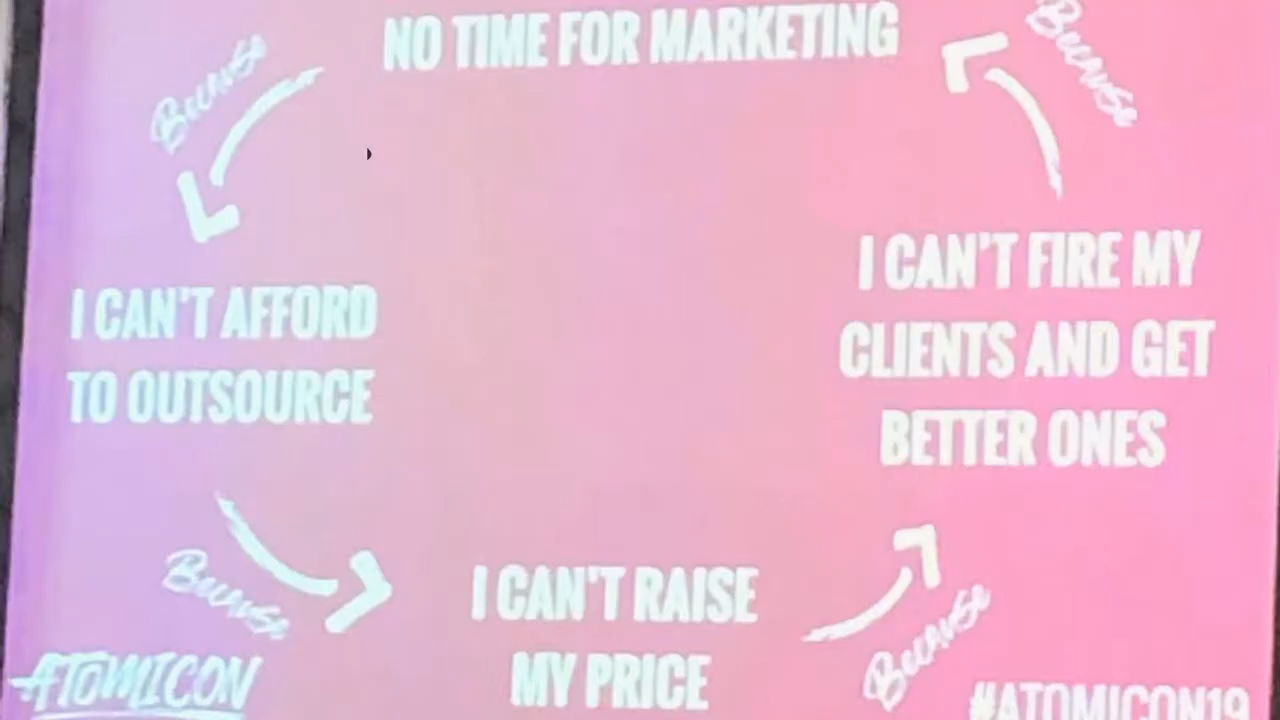 NO TIME FOR MARKETING
Because
I CAN'T AFFORD
TO OUTSOURCE
Because
I CAN'T RAISE
MY PRICE
Because
I CAN'T FIRE MY
CLIENTS AND GET
BETTER ONES
Because
ATOMICON
#ATOMICON19